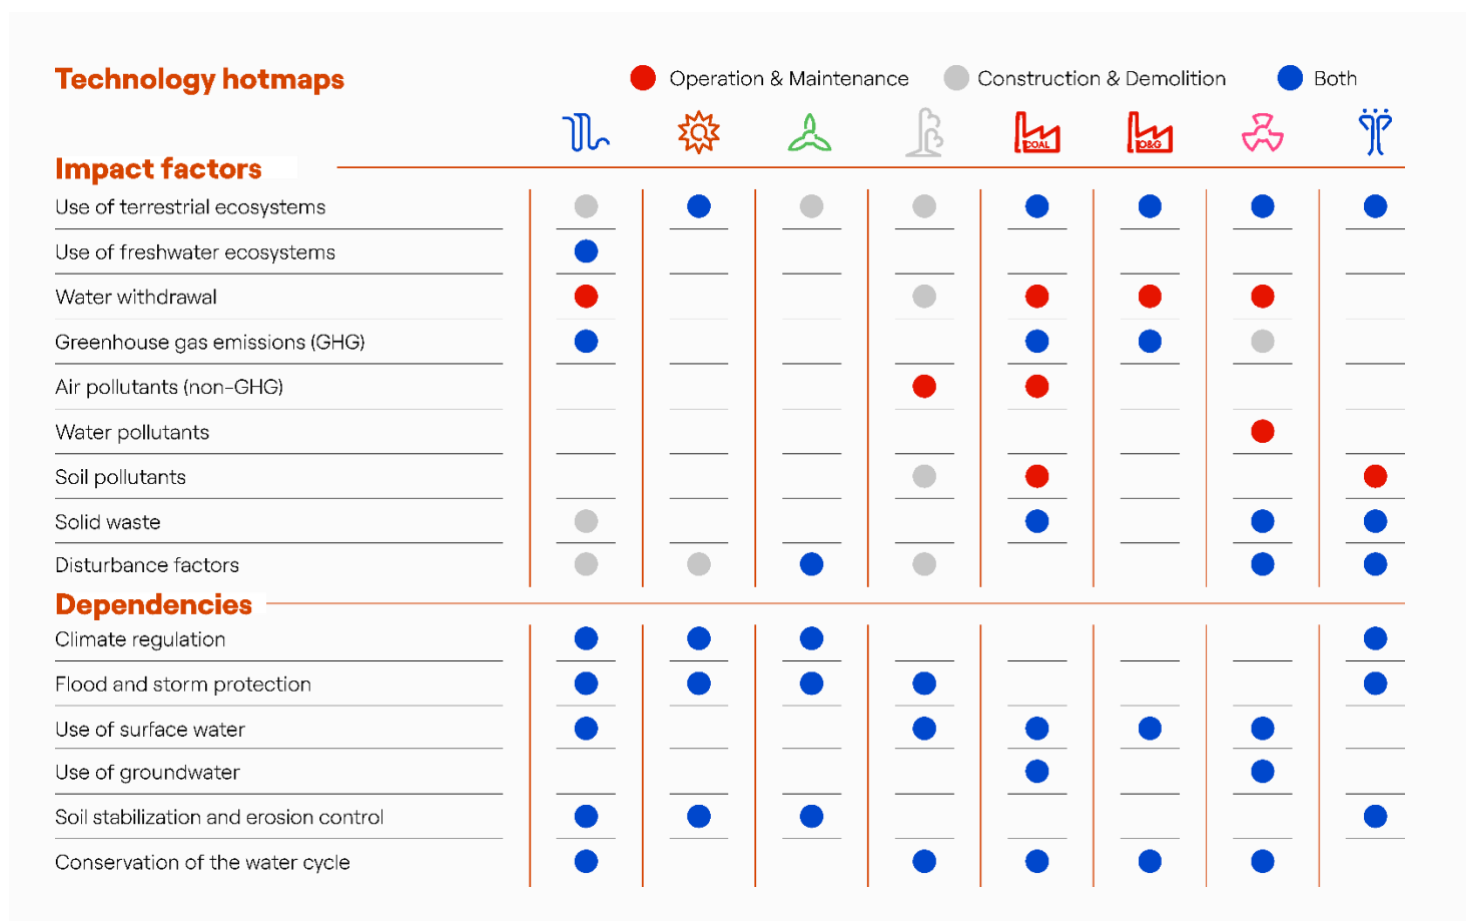 Technology hotmaps
Operation & Maintenance
Construction & Demolition
Both
COAL
O&G
Impact factors
Use of terrestrial ecosystems
Use of freshwater ecosystems
Water withdrawal
Greenhouse gas emissions (GHG)
Air pollutants (non-GHG)
Water pollutants
Soil pollutants
Solid waste
Disturbance factors
Dependencies
Climate regulation
Flood and storm protection
Use of surface water
Use of groundwater
Soil stabilization and erosion control
Conservation of the water cycle